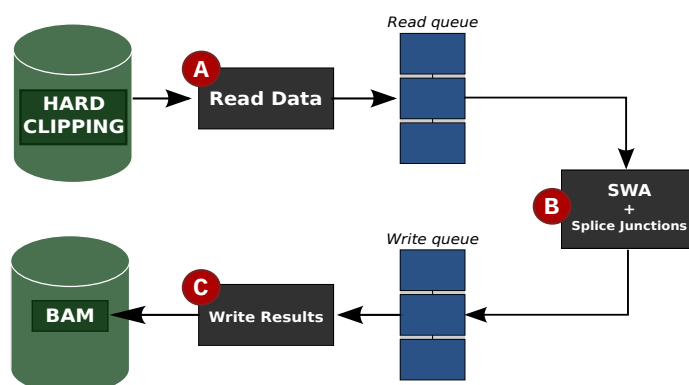 Read queue
A
HARD
CLIPPING
Read Data
B
SWA
+
Splice Junctions
Write queue
C
BAM
Write Results